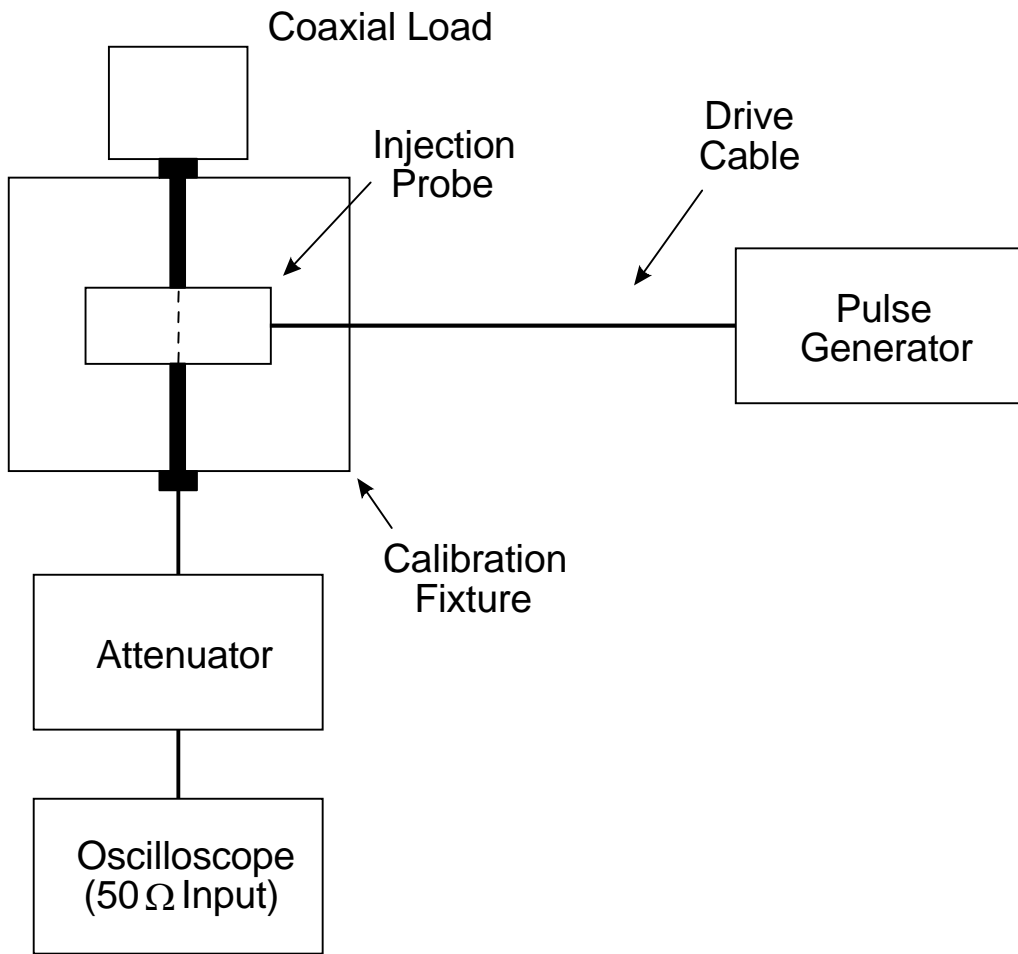 Coaxial Load
Injection
Probe
Drive
Cable
Pulse
Generator
Calibration
Fixture
Attenuator
Oscilloscope
(50 Ω Input)